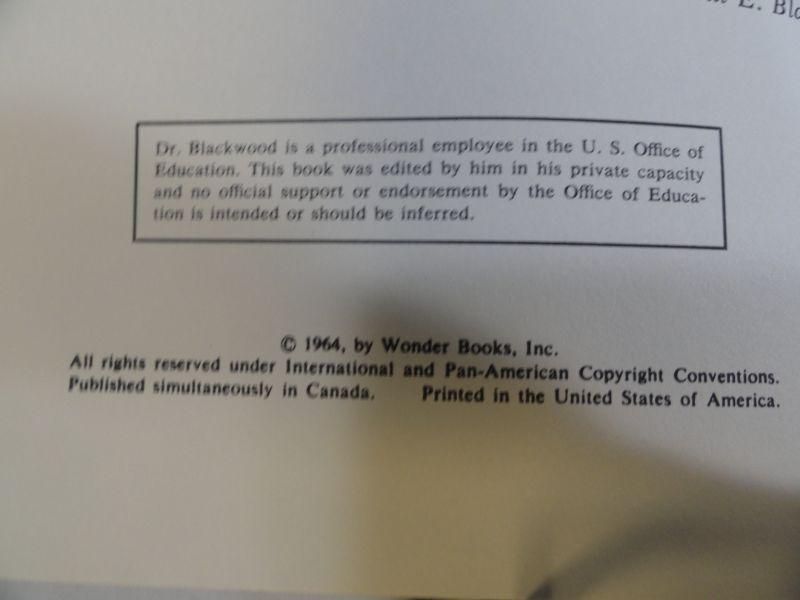 E. Bla
Dr. Blackwood is a professional employee in the U. S. Office of
Education. This book was edited by him in his private capacity
and no official support or endorsement by the Office of Educa-
tion is intended or should be inferred.
© 1964, by Wonder Books, Inc.
All rights reserved under International and Pan-American Copyright Conventions.
Published simultaneously in Canada. Printed in the United States of America.